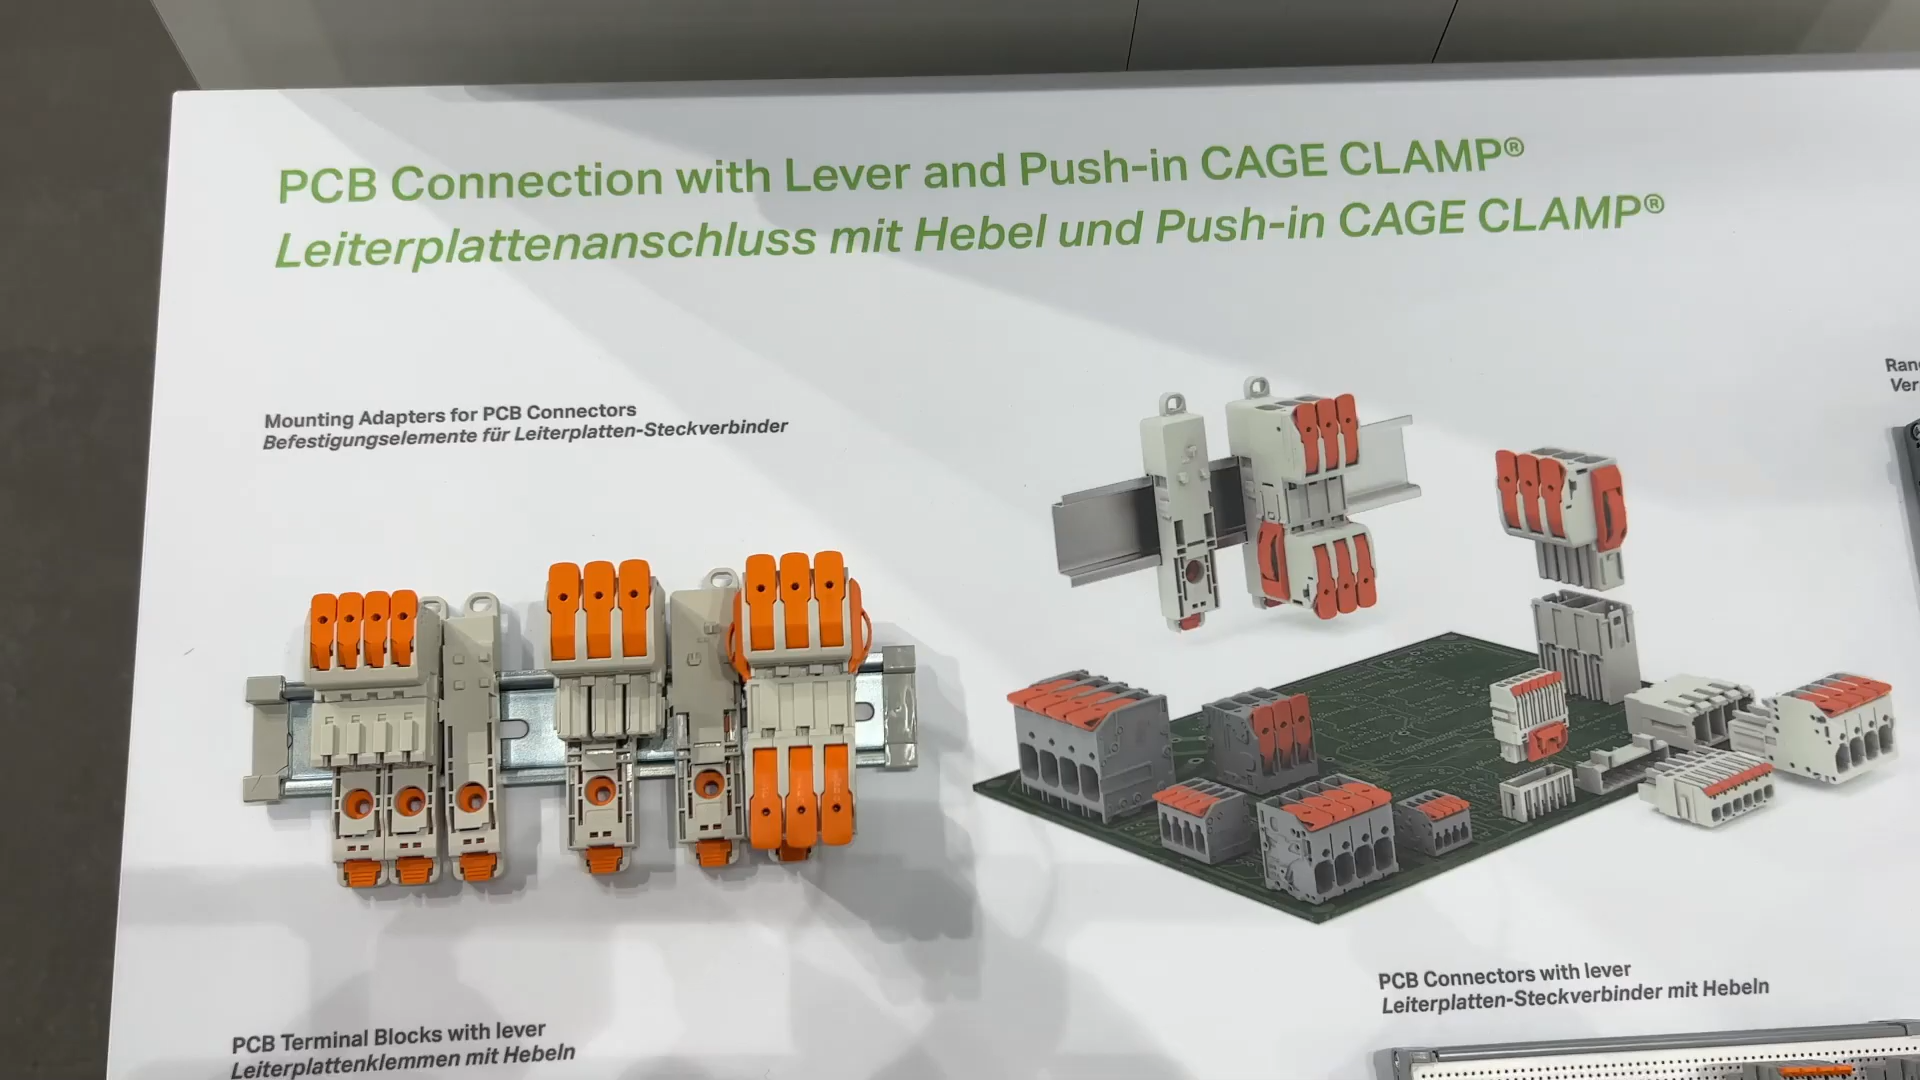 PCB Connection with Lever and Push-in CAGE CLAMP®
Leiterplattenanschluss mit Hebel und Push-in CAGE CLAMP®
Mounting Adapters for PCB Connectors
Befestigungselemente für Leiterplatten-Steckverbinder
PCB Connectors with lever
Leiterplatten-Steckverbinder mit Hebeln
PCB Terminal Blocks with lever
Leiterplattenklemmen mit Hebeln